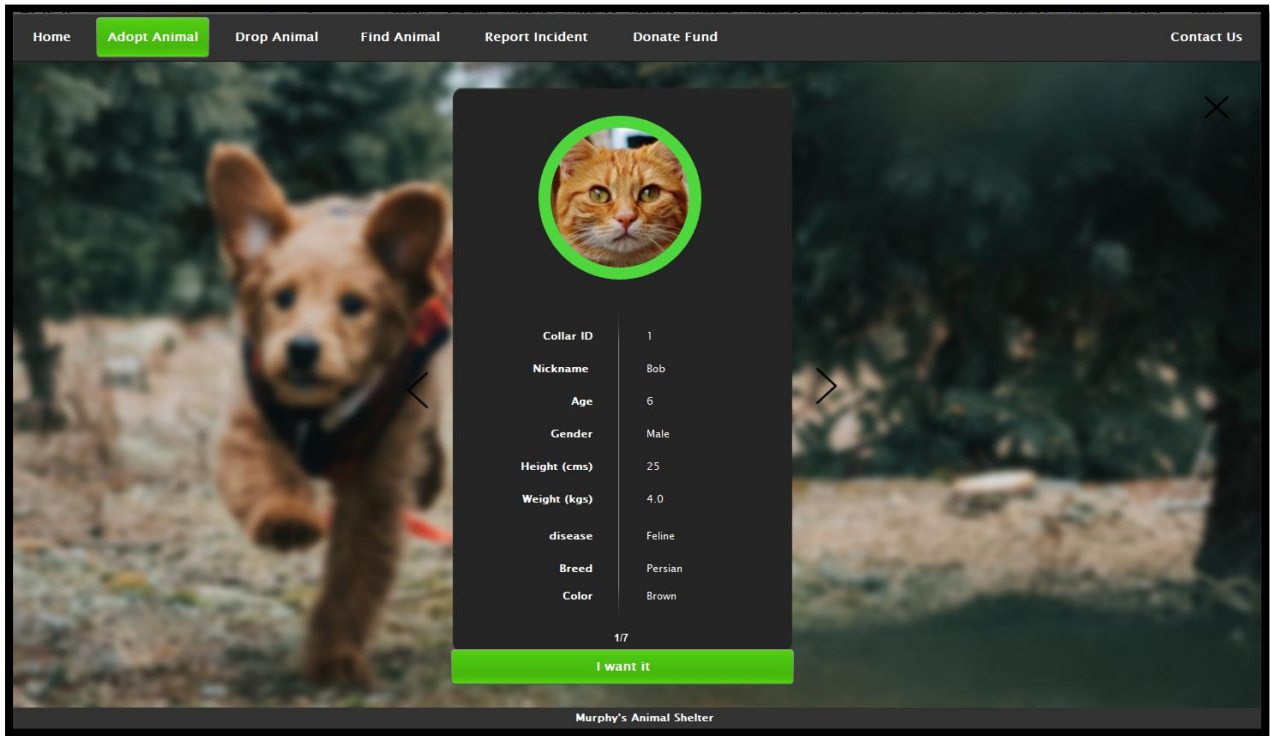 Home Adopt Animal Drop Animal Find Animal Report Incident Donate Fund Contact Us
Collar ID 1
Nickname Bob
Age 6
Gender Male
Height (cms) 25
Weight (kgs) 4.0
disease Feline
Breed Persian
Color Brown
1/7
I want it
Murphy's Animal Shelter